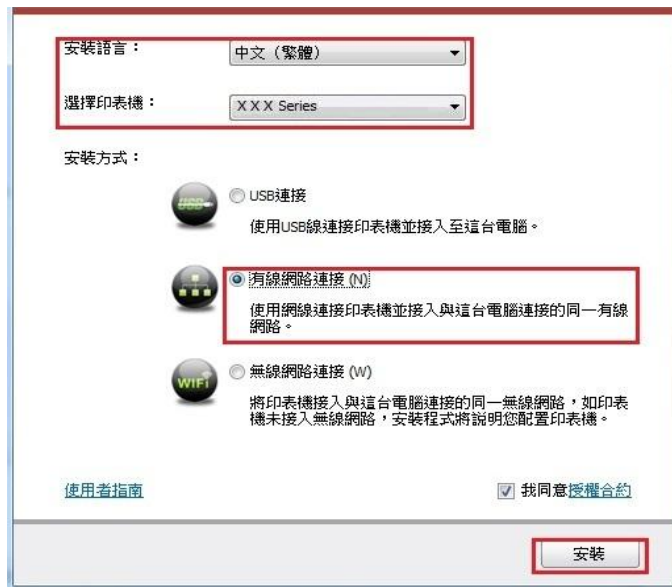 安裝語言：
中文（繁體）
選擇印表機：
XXX Series
安裝方式：
USB
USB連接
使用USB線連接印表機並接入至這台電腦。
有線網路連接 (N)
使用網線連接印表機並接入與這台電腦連接的同一有線
網路。
WiFi
無線網路連接 (W)
將印表機接入與這台電腦連接的同一無線網路，如印表
機未接入無線網路，安裝程式將說明您配置印表機。
使用者指南
我同意授權合約
安裝